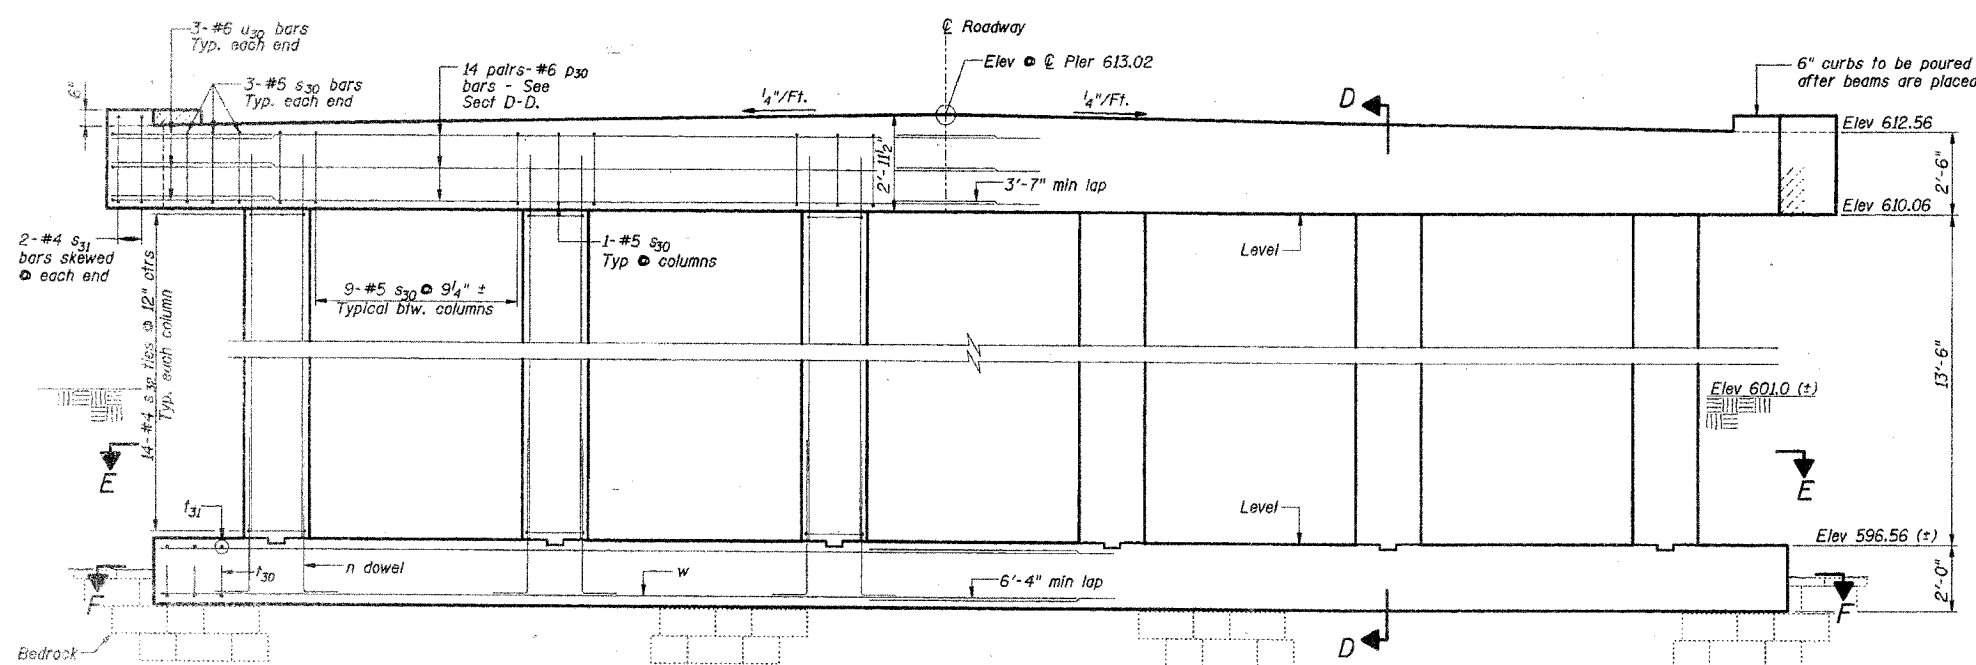 3-#6 u30 bars
Typ. each end
3-#5 s30 bars
Typ. each end
6"
14 pairs-#6 p30
bars - See
Sect D-D.
℄ Roadway
Elev @ ℄ Pier 613.02
1/4"/Ft.
1/4"/Ft.
D
6" curbs to be poured
after beams are placed
Elev 612.56
2'-6"
Elev 610.06
2'-11 1/2"
3'-7" min lap
2-#4 s31
bars skewed
@ each end
1-#5 s30
Typ @ columns
9-#5 s30 @ 9 1/4" ±
Typical btw. columns
Level
14-#4 s32 ties @ 12" ctrs
Typ. each column
13'-6"
Elev 601.0 (±)
E
E
t31
Level
Elev 596.56 (±)
t30
n dowel
w
6'-4" min lap
2'-0"
F
F
D
Bedrock